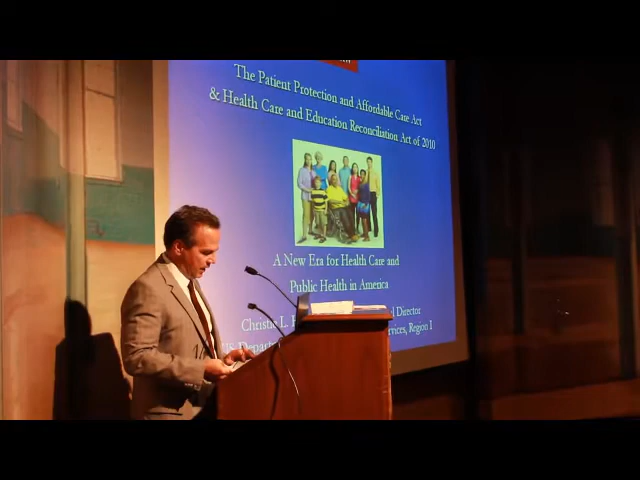 The Patient Protection and Affordable Care Act
& Health Care and Education Reconciliation Act of 2010
A New Era for Health Care and
Public Health in America
Christie L. Director
US Region I